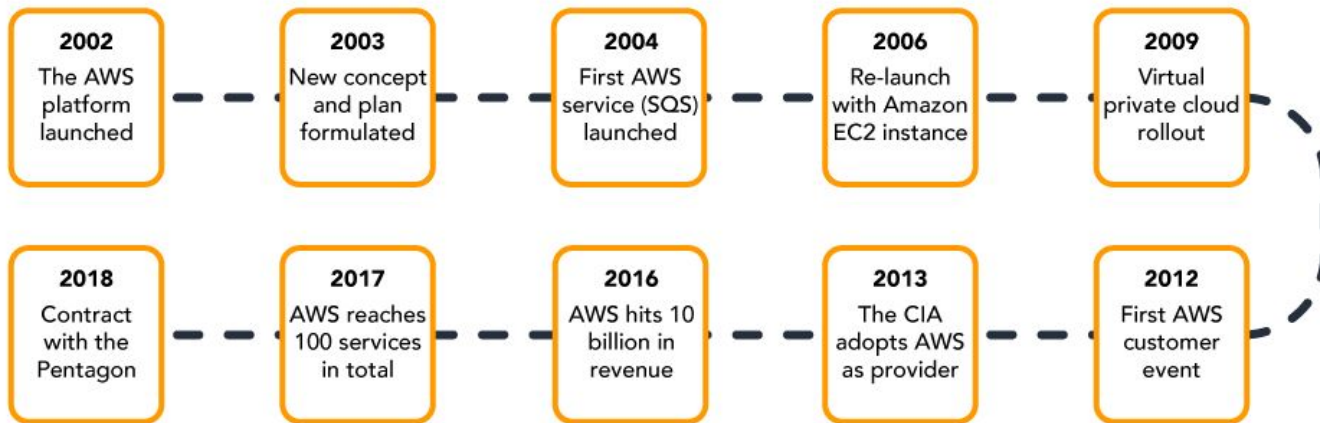 2002
The AWS
platform
launched
2003
New concept
and plan
formulated
2004
First AWS
service (SQS)
launched
2006
Re-launch
with Amazon
EC2 instance
2009
Virtual
private cloud
rollout
2012
First AWS
customer
event
2013
The CIA
adopts AWS
as provider
2016
AWS hits 10
billion in
revenue
2017
AWS reaches
100 services
in total
2018
Contract
with the
Pentagon